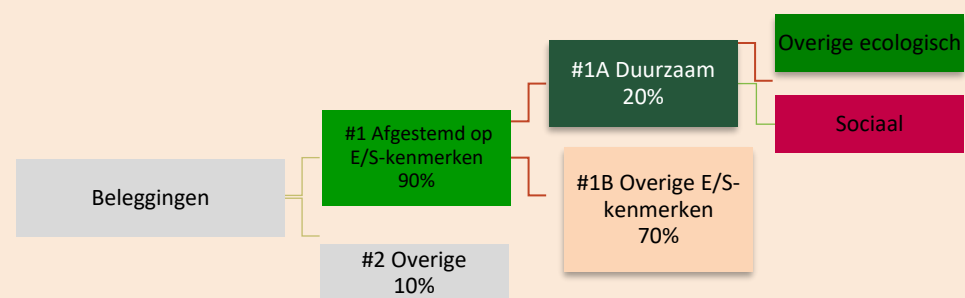 Beleggingen
#1 Afgestemd op
E/S-kenmerken
90%
#2 Overige
10%
#1A Duurzaam
20%
#1B Overige E/S-
kenmerken
70%
Overige ecologisch
Sociaal